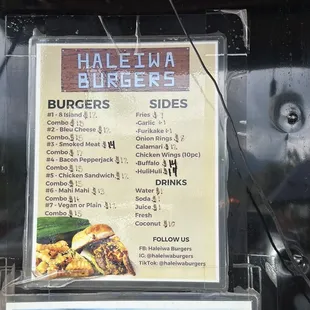 HALEIWA
BURGERS
BURGERS
#1 - 8 Island
Combo
#2 - Bleu Cheese
Combo
#3 - Smoked Meat $14
Combo
#4 - Bacon Pepperjack
Combo
#5 - Chicken Sandwich
Combo
#6 - Mahi Mahi
Combo
#7 - Vegan or Plain
Combo
SIDES
Fries
-Garlic
-Furikake
Onion Rings
Calamari
Chicken Wings (10pc)
-Buffalo
-HuliHuli
DRINKS
Water
Soda
Juice
Fresh
Coconut
FOLLOW US
FB: Haleiwa Burgers
IG: @haleiwaburgers
TikTok: @haleiwaburgers